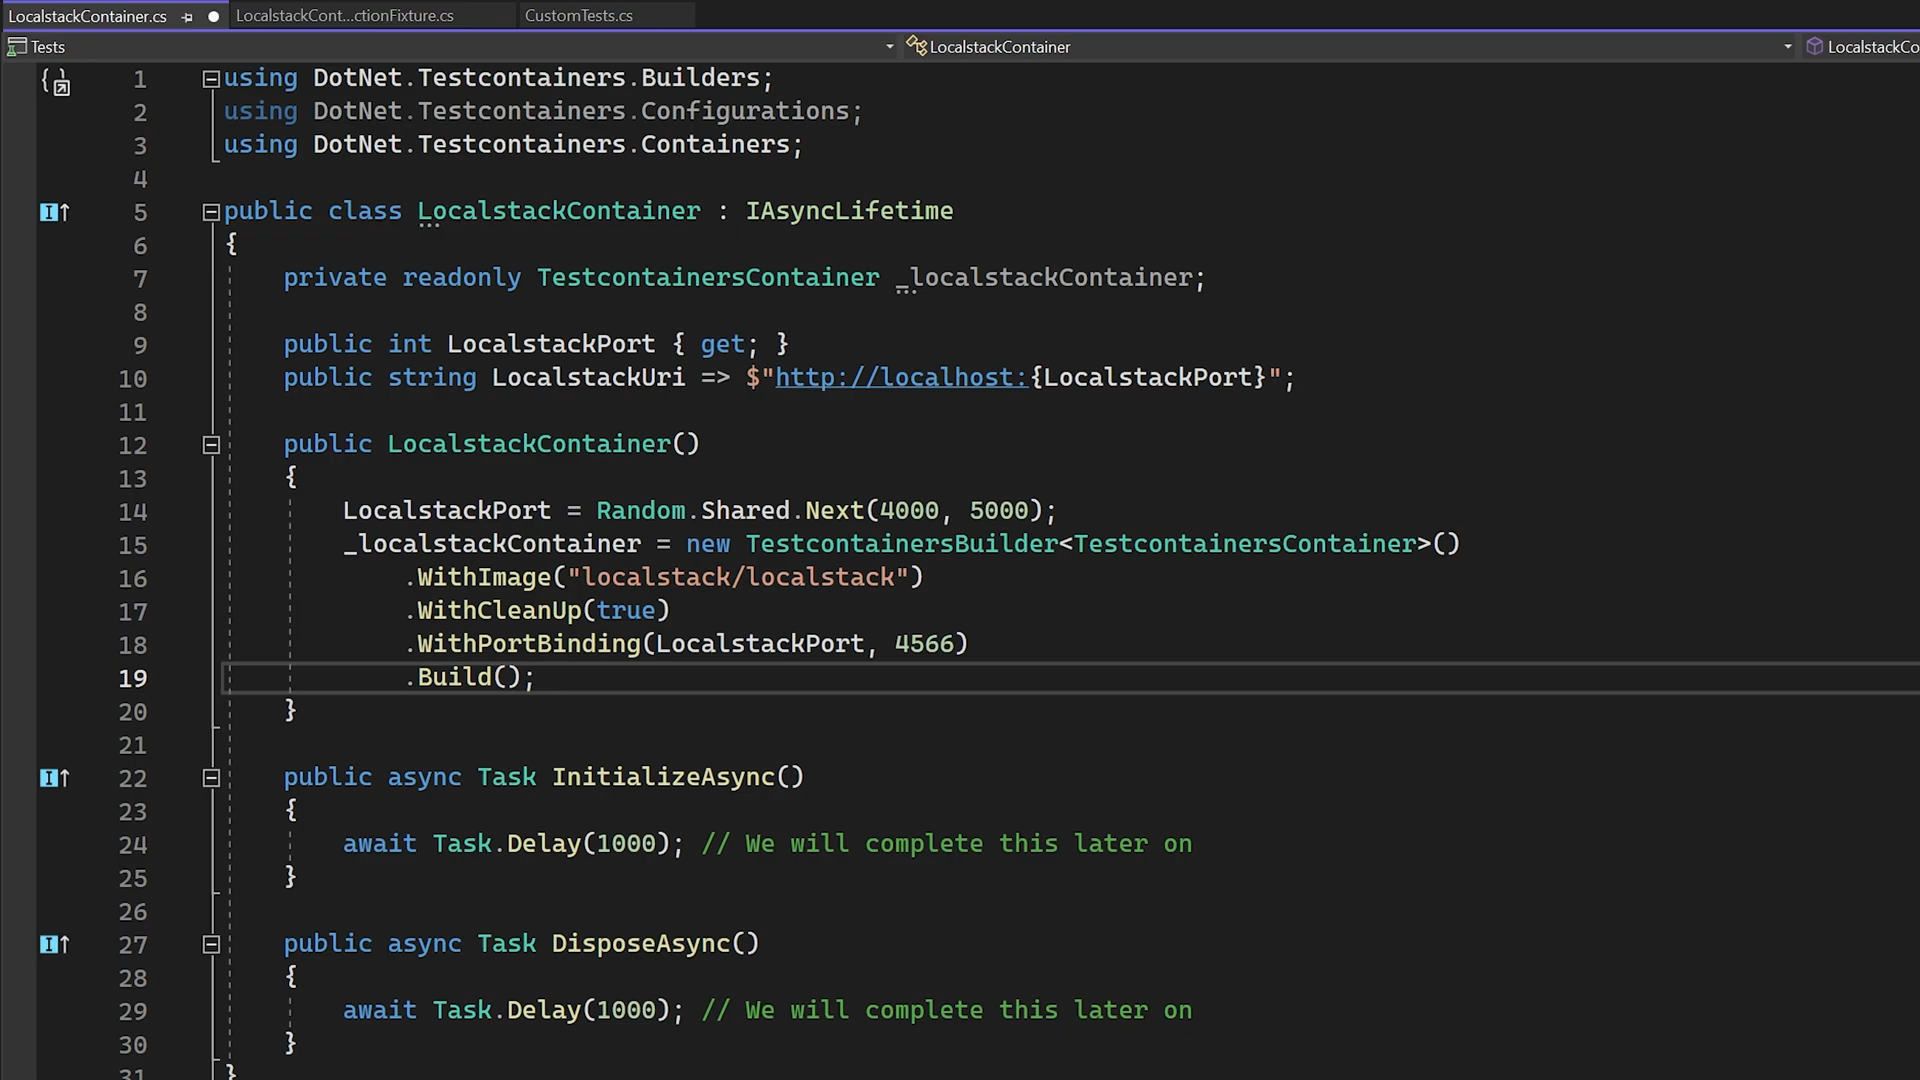 LocalstackContainer.cs
LocalstackCont...ctionFixture.cs
CustomTests.cs
Tests
LocalstackContainer
LocalstackCo
1 using DotNet.Testcontainers.Builders;
2 using DotNet.Testcontainers.Configurations;
3 using DotNet.Testcontainers.Containers;
4
5 public class LocalstackContainer : IAsyncLifetime
6 {
7 private readonly TestcontainersContainer _localstackContainer;
8
9 public int LocalstackPort { get; }
10 public string LocalstackUri => $"http://localhost:{LocalstackPort}";
11
12 public LocalstackContainer()
13 {
14 LocalstackPort = Random.Shared.Next(4000, 5000);
15 _localstackContainer = new TestcontainersBuilder<TestcontainersContainer>()
16 .WithImage("localstack/localstack")
17 .WithCleanUp(true)
18 .WithPortBinding(LocalstackPort, 4566)
19 .Build();
20 }
21
22 public async Task InitializeAsync()
23 {
24 await Task.Delay(1000); // We will complete this later on
25 }
26
27 public async Task DisposeAsync()
28 {
29 await Task.Delay(1000); // We will complete this later on
30 }
31 }